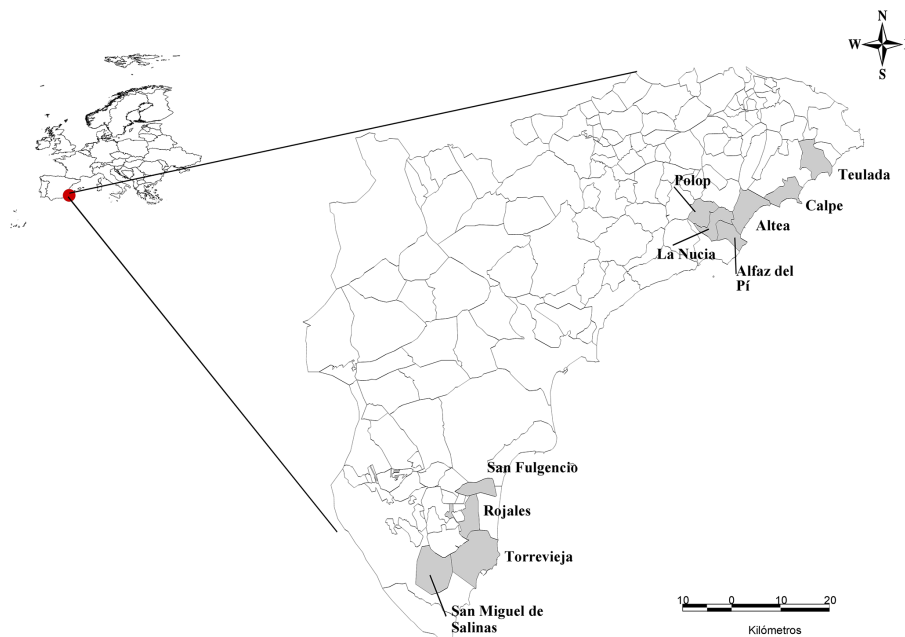 N
W
S
Teulada
Polop
Calpe
Altea
La Nucia
Alfaz del
Pí
San Fulgencio
Rojales
Torrevieja
San Miguel de
Salinas
10 0 10 20
Kilómetros